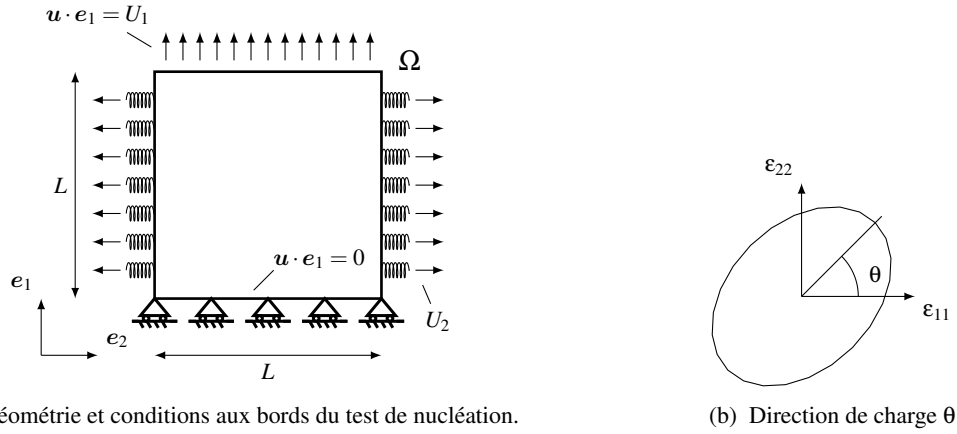 u · e₁ = U₁
Ω
L
u · e₁ = 0
e₁
e₂
U₂
L
éométrie et conditions aux bords du test de nucléation.
ε₂₂
θ
ε₁₁
(b) Direction de charge θ